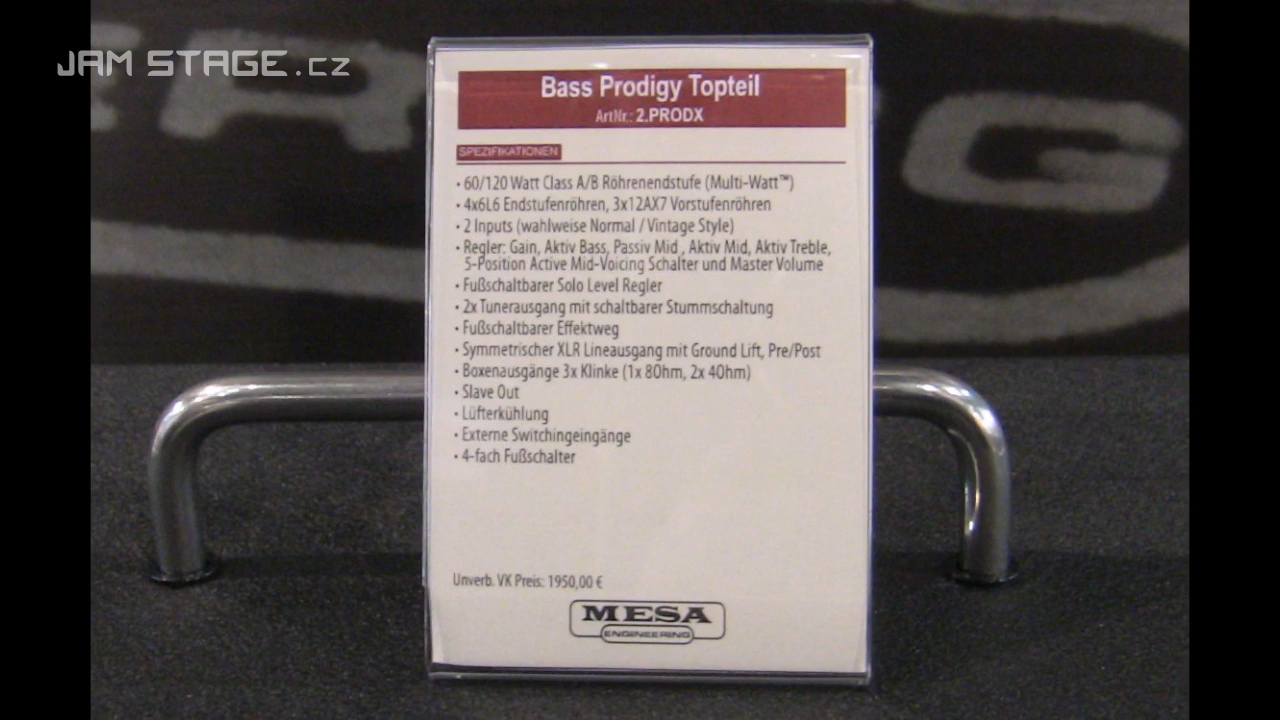 JAM STAGE.cz
Bass Prodigy Topteil
ArtNr.: 2.PRODX
SPEZIFIKATIONEN
• 60/120 Watt Class A/B Röhrenendstufe (Multi-Watt™)
• 4x6L6 Endstufenröhren, 3x12AX7 Vorstufenröhren
• 2 Inputs (wahlweise Normal / Vintage Style)
• Regler: Gain, Aktiv Bass, Passiv Mid , Aktiv Mid, Aktiv Treble,
5-Position Active Mid-Voicing Schalter und Master Volume
• Fußschaltbarer Solo Level Regler
• 2x Tunerausgang mit schaltbarer Stummschaltung
• Fußschaltbarer Effektweg
• Symmetrischer XLR Lineausgang mit Ground Lift, Pre/Post
• Boxenausgänge 3x Klinke (1x 8Ohm, 2x 4Ohm)
• Slave Out
• Lüfterkühlung
• Externe Switchingeingänge
• 4-fach Fußschalter
Unverb. VK Preis: 1950,00 €
MESA
ENGINEERING